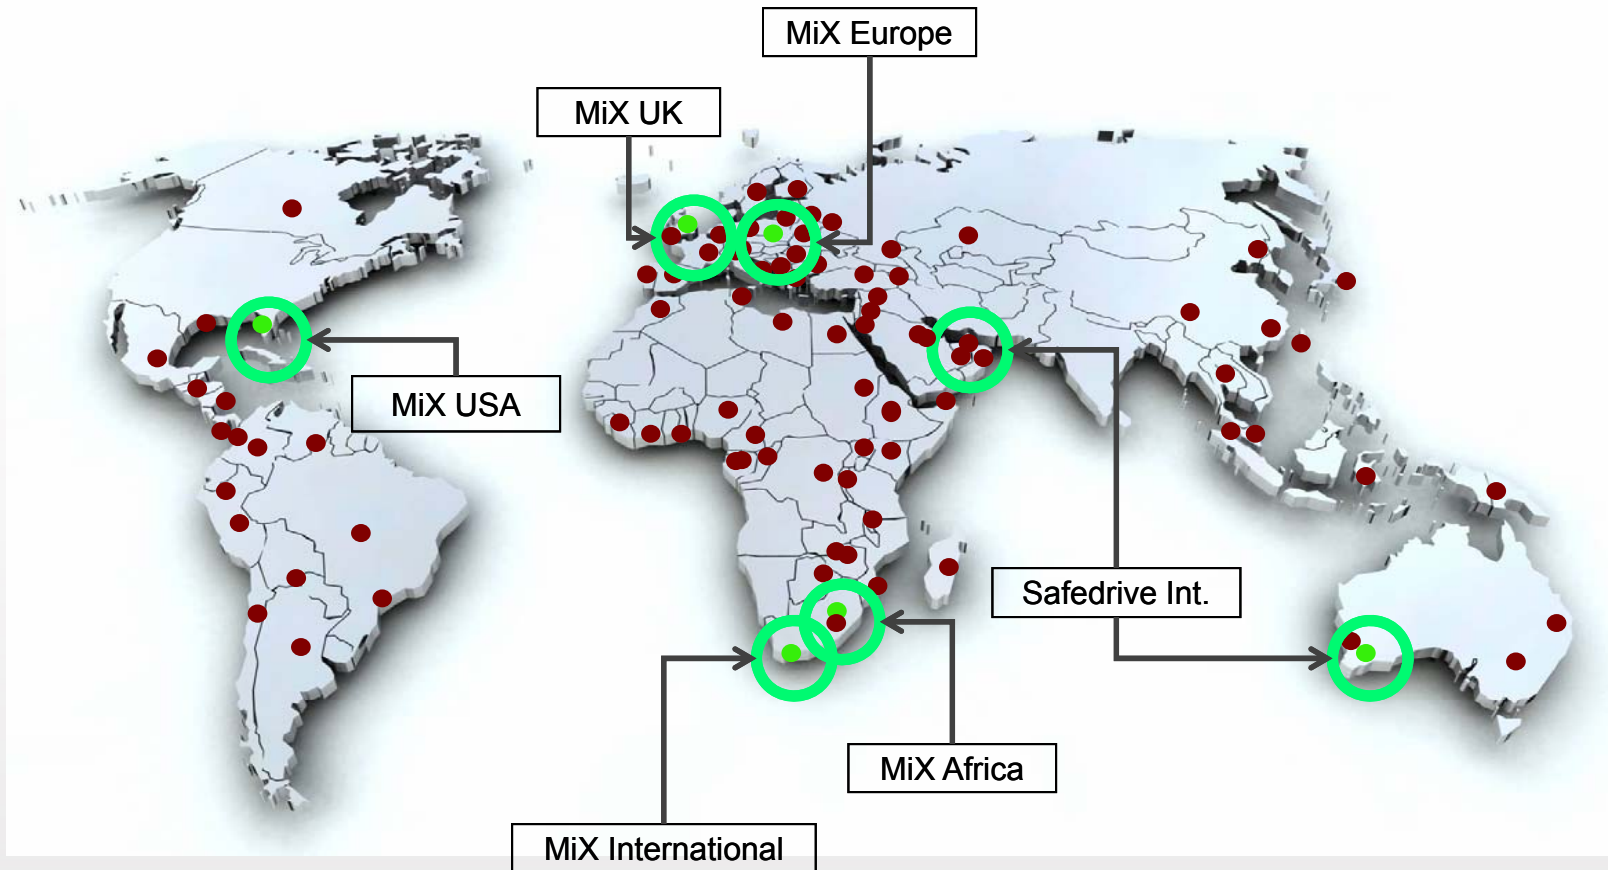 MiX Europe
MiX UK
MiX USA
Safedrive Int.
MiX Africa
MiX International